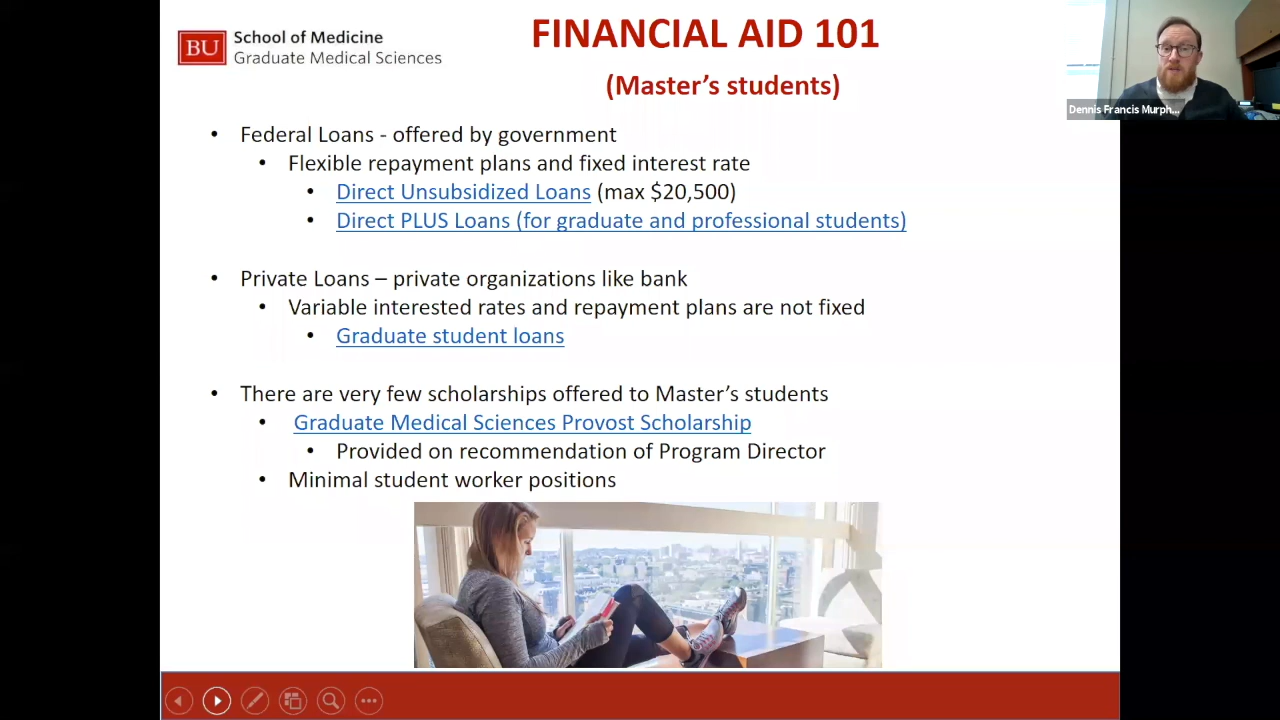 BU
School of Medicine
Graduate Medical Sciences
FINANCIAL AID 101
(Master's students)
Dennis Francis Murph...
• Federal Loans - offered by government
• Flexible repayment plans and fixed interest rate
• Direct Unsubsidized Loans (max $20,500)
• Direct PLUS Loans (for graduate and professional students)
• Private Loans – private organizations like bank
• Variable interested rates and repayment plans are not fixed
• Graduate student loans
• There are very few scholarships offered to Master's students
• Graduate Medical Sciences Provost Scholarship
• Provided on recommendation of Program Director
• Minimal student worker positions